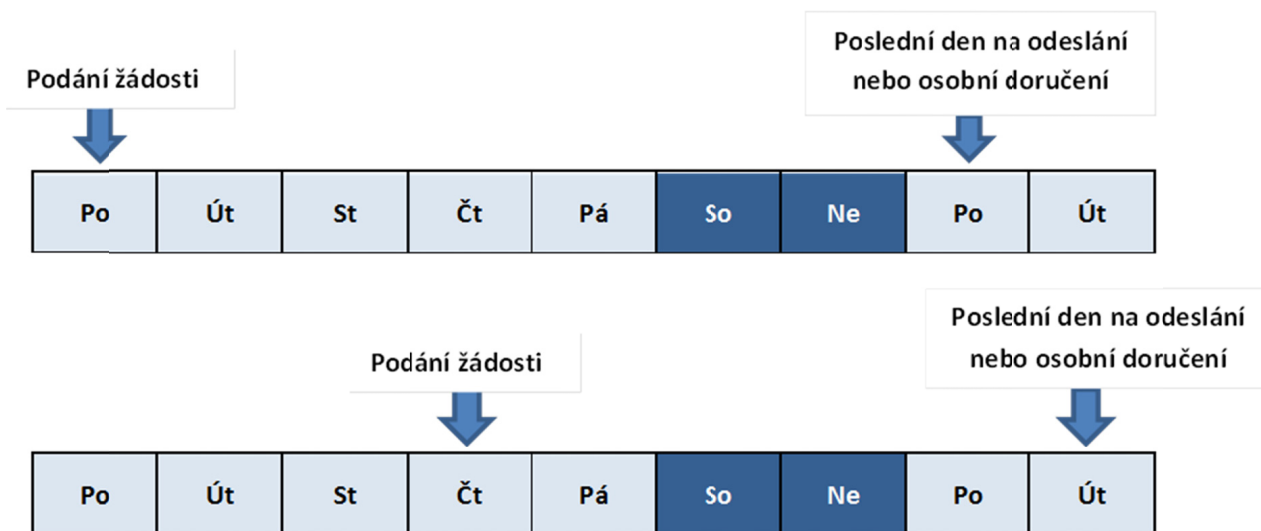 Poslední den na odeslání
nebo osobní doručení
Podání žádosti
Po Út St Čt Pá So Ne Po Út
Poslední den na odeslání
nebo osobní doručení
Podání žádosti
Po Út St Čt Pá So Ne Po Út